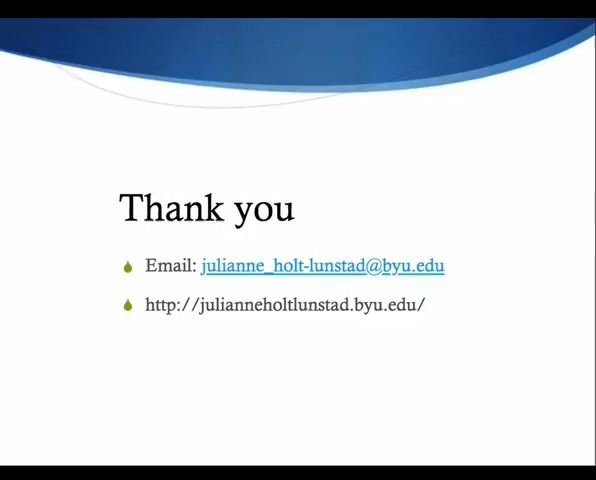 Thank you
Email: julianne_holt-lunstad@byu.edu
http://julianneholtlunstad.byu.edu/